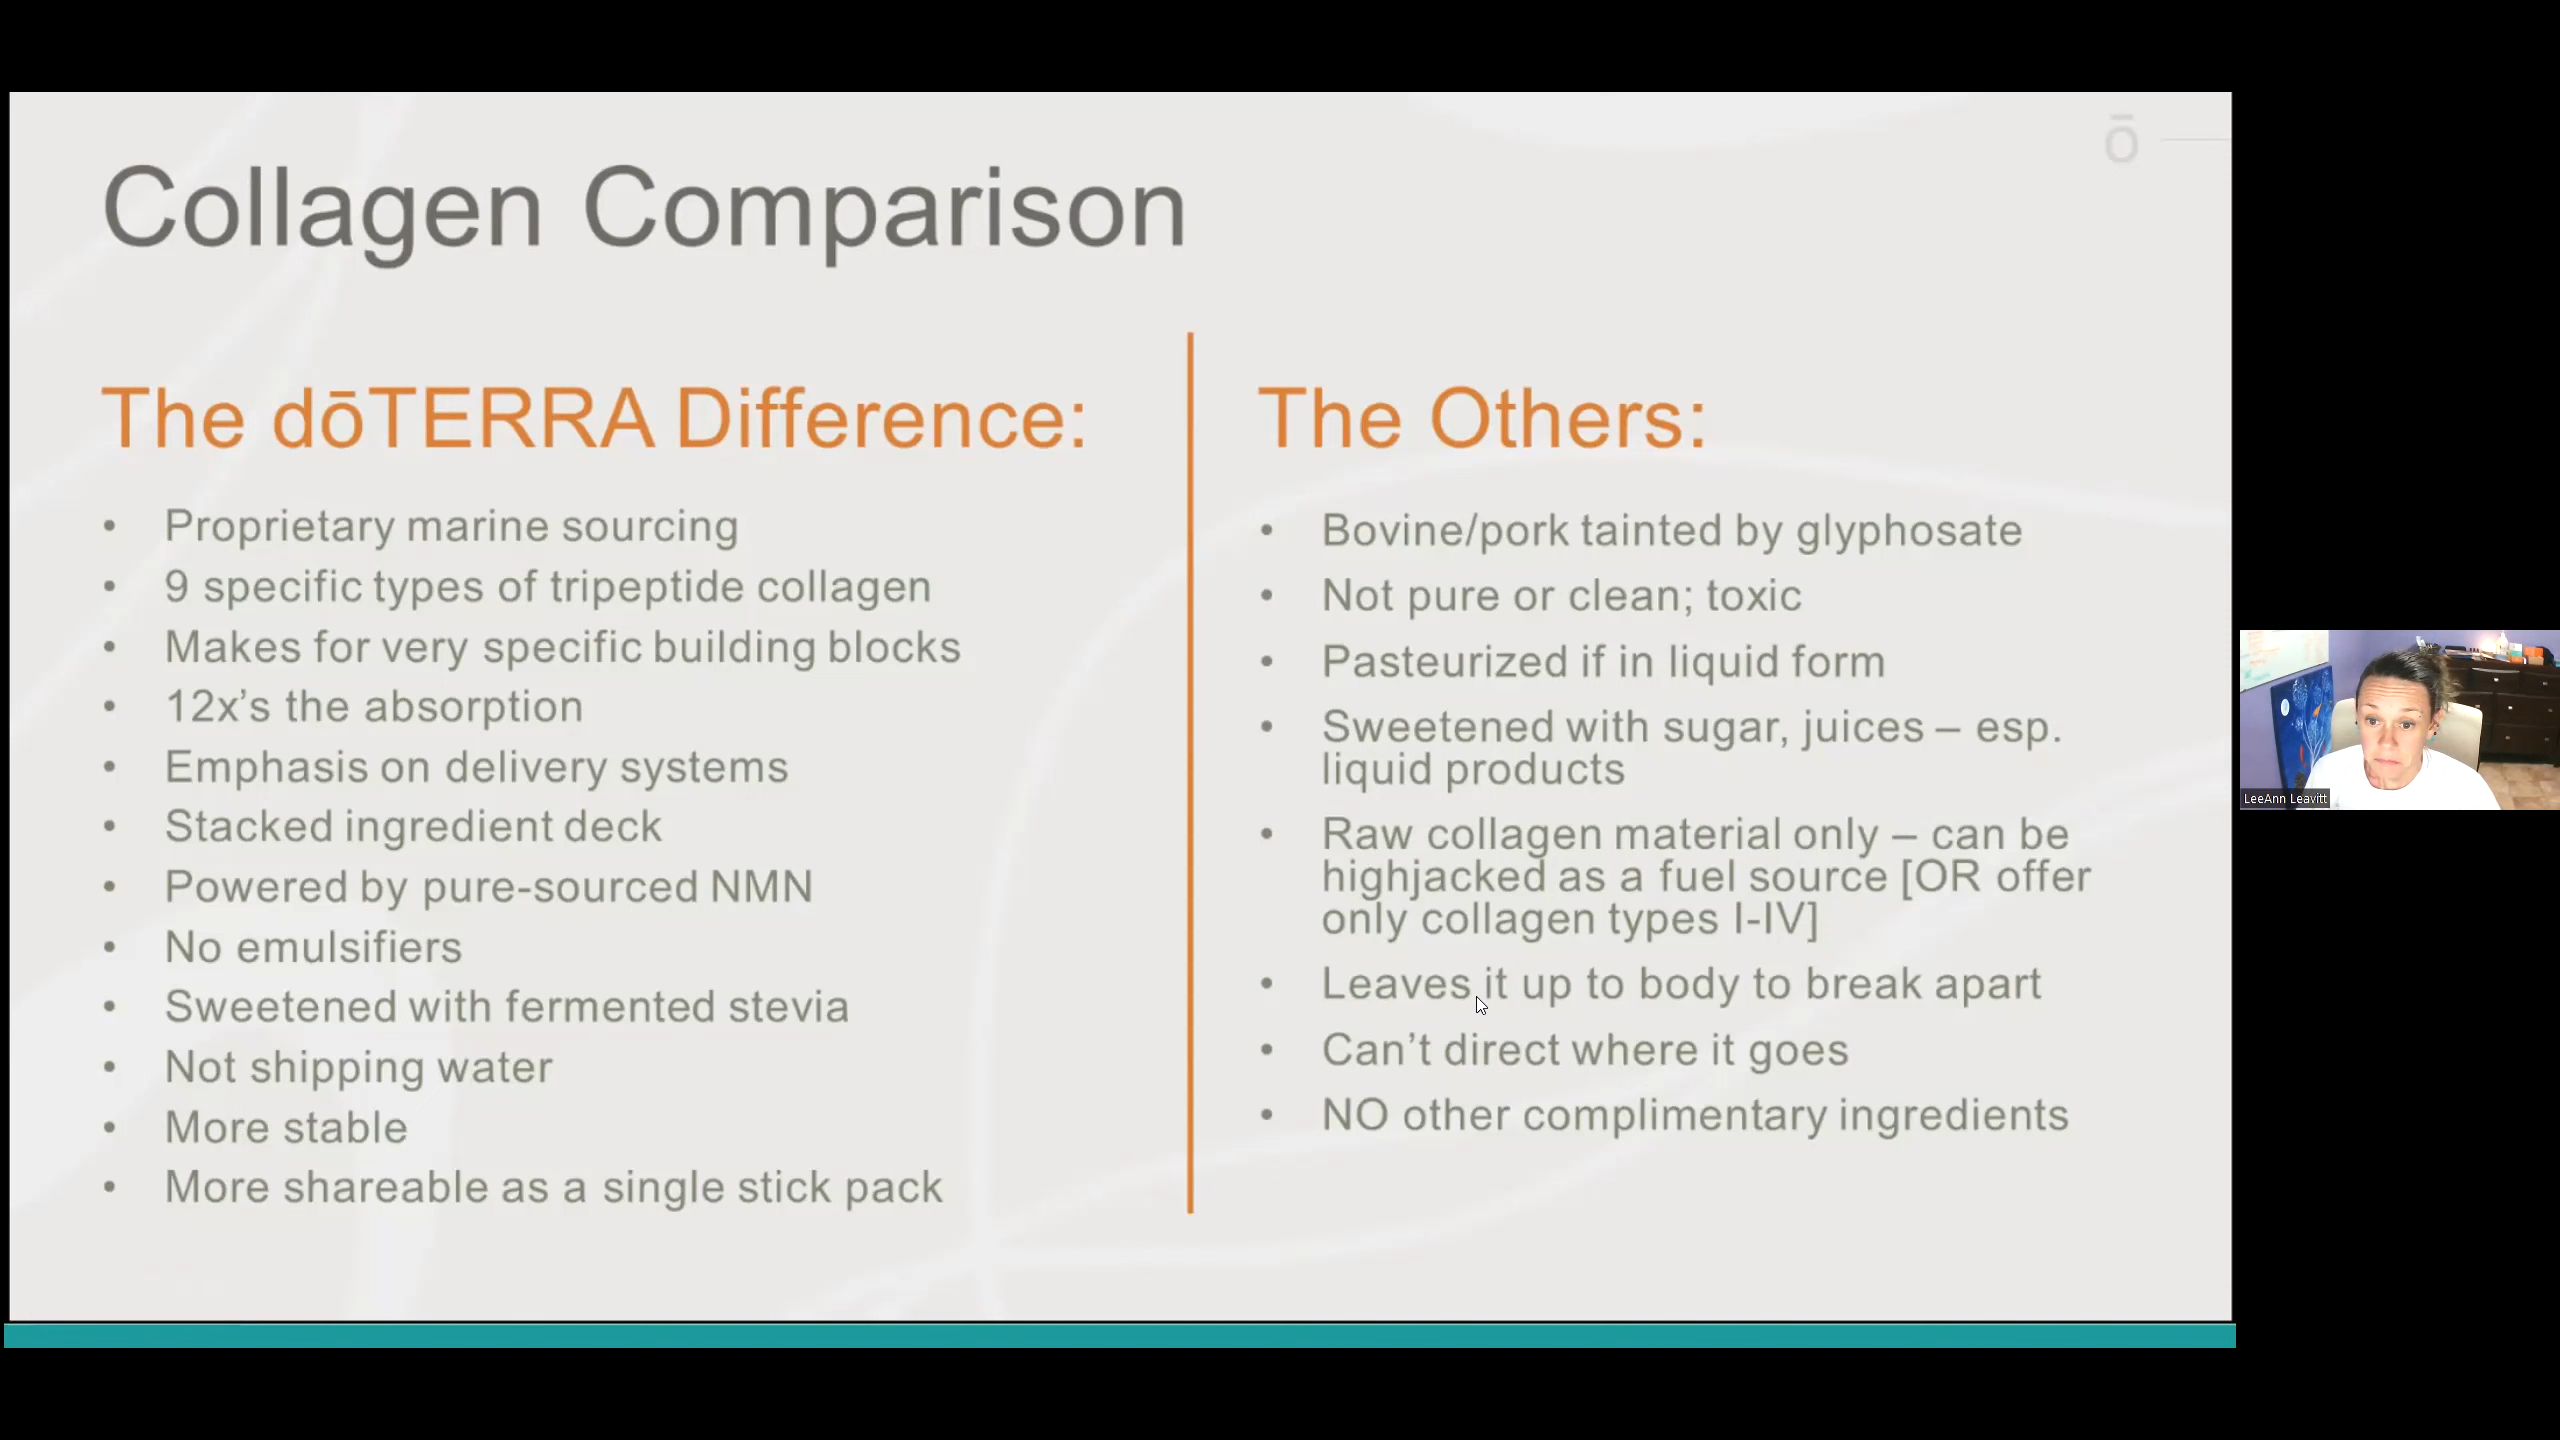 ō
Collagen Comparison
The dōTERRA Difference:
• Proprietary marine sourcing
• 9 specific types of tripeptide collagen
• Makes for very specific building blocks
• 12x’s the absorption
• Emphasis on delivery systems
• Stacked ingredient deck
• Powered by pure-sourced NMN
• No emulsifiers
• Sweetened with fermented stevia
• Not shipping water
• More stable
• More shareable as a single stick pack
The Others:
• Bovine/pork tainted by glyphosate
• Not pure or clean; toxic
• Pasteurized if in liquid form
• Sweetened with sugar, juices – esp.
liquid products
• Raw collagen material only – can be
highjacked as a fuel source [OR offer
only collagen types I-IV]
• Leaves it up to body to break apart
• Can’t direct where it goes
• NO other complimentary ingredients
LeeAnn Leavitt